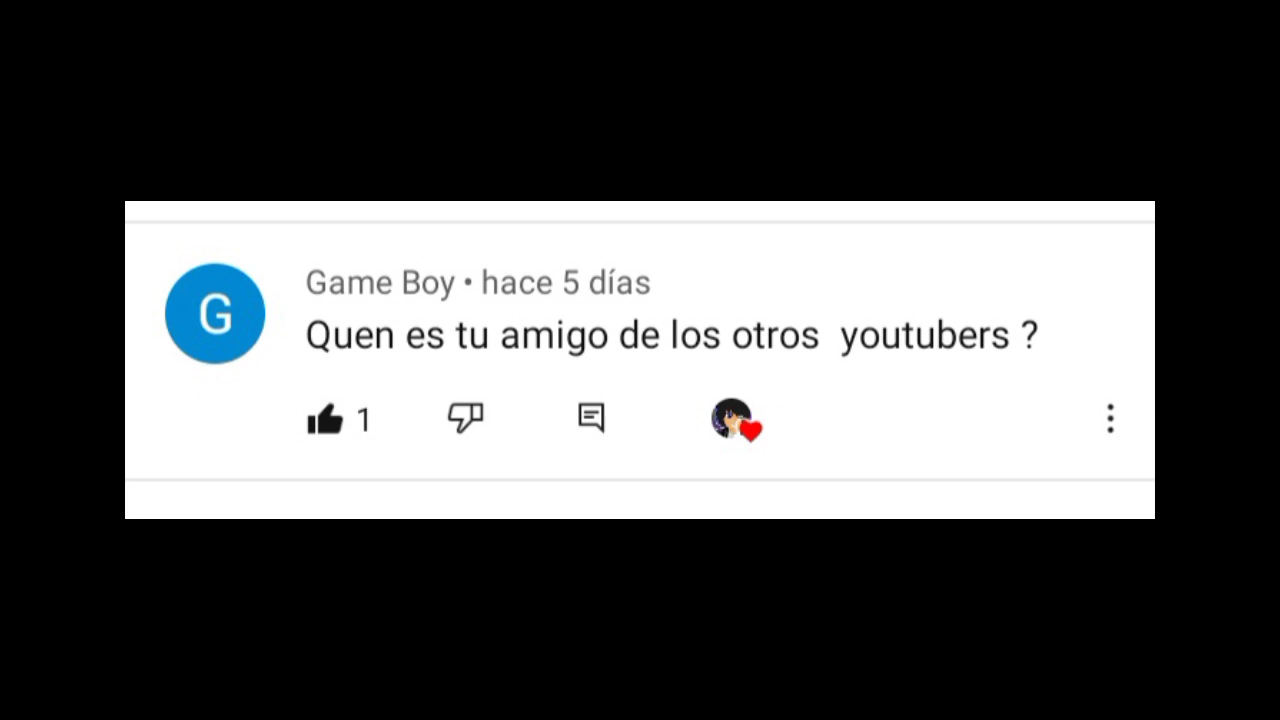 G
Game Boy • hace 5 días
Quen es tu amigo de los otros  youtubers ?
1